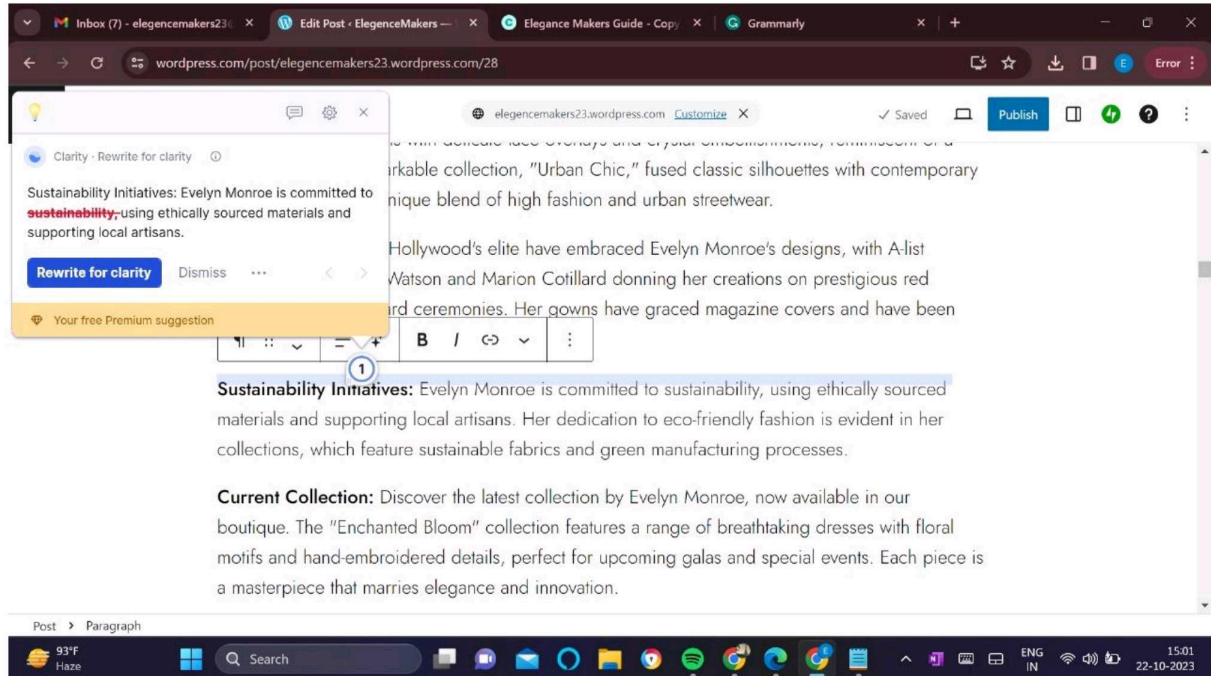 Inbox (7) - elegencemakers23@
Edit Post ‹ ElegenceMakers —
Elegance Makers Guide - Copy
Grammarly
wordpress.com/post/elegencemakers23.wordpress.com/28
E
Error
elegencemakers23.wordpress.com Customize
Saved
Publish
Clarity · Rewrite for clarity
Sustainability Initiatives: Evelyn Monroe is committed to
sustainability, using ethically sourced materials and
supporting local artisans.
Rewrite for clarity
Dismiss
Your free Premium suggestion
with delicate lace overlays and crystal embellishments, reminiscent of a
rkable collection, "Urban Chic," fused classic silhouettes with contemporary
nique blend of high fashion and urban streetwear.
Hollywood's elite have embraced Evelyn Monroe's designs, with A-list
Watson and Marion Cotillard donning her creations on prestigious red
rd ceremonies. Her gowns have graced magazine covers and have been
B I
1
Sustainability Initiatives: Evelyn Monroe is committed to sustainability, using ethically sourced
materials and supporting local artisans. Her dedication to eco-friendly fashion is evident in her
collections, which feature sustainable fabrics and green manufacturing processes.
Current Collection: Discover the latest collection by Evelyn Monroe, now available in our
boutique. The "Enchanted Bloom" collection features a range of breathtaking dresses with floral
motifs and hand-embroidered details, perfect for upcoming galas and special events. Each piece is
a masterpiece that marries elegance and innovation.
Post > Paragraph
93°F
Haze
Search
ENG
IN
15:01
22-10-2023